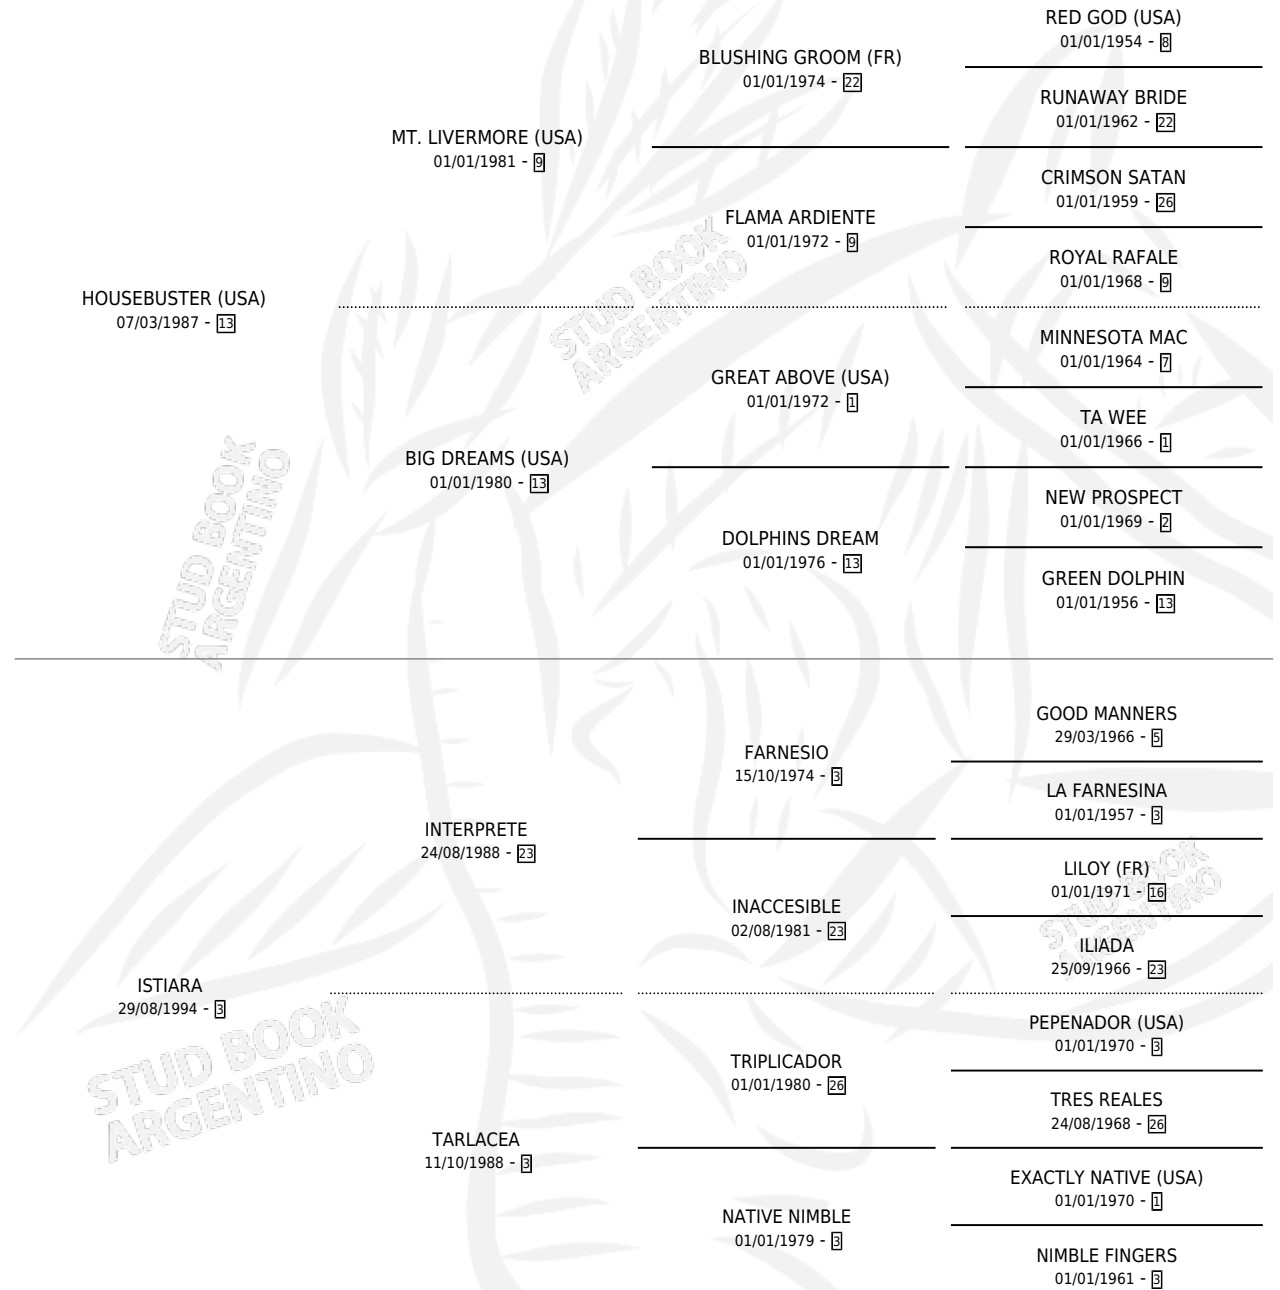 RED GOD (USA)
01/01/1954 - 8
BLUSHING GROOM (FR)
01/01/1974 - 22
RUNAWAY BRIDE
01/01/1962 - 22
MT. LIVERMORE (USA)
01/01/1981 - 9
CRIMSON SATAN
01/01/1959 - 26
FLAMA ARDIENTE
01/01/1972 - 9
ROYAL RAFALE
01/01/1968 - 9
HOUSEBUSTER (USA)
07/03/1987 - 13
STUD BOOK
ARGENTINO
MINNESOTA MAC
01/01/1964 - 7
GREAT ABOVE (USA)
01/01/1972 - 1
TA WEE
01/01/1966 - 1
BIG DREAMS (USA)
01/01/1980 - 13
NEW PROSPECT
01/01/1969 - 2
DOLPHINS DREAM
01/01/1976 - 13
GREEN DOLPHIN
01/01/1956 - 13
STUD BOOK
ARGENTINO
GOOD MANNERS
29/03/1966 - 5
FARNESIO
15/10/1974 - 3
LA FARNESINA
01/01/1957 - 3
INTERPRETE
24/08/1988 - 23
LILOY (FR)
01/01/1971 - 16
STUD BOOK
ARGENTINO
INACCESIBLE
02/08/1981 - 23
ILIADA
25/09/1966 - 23
ISTIARA
29/08/1994 - 3
STUD BOOK
ARGENTINO
PEPENADOR (USA)
01/01/1970 - 3
TRIPLICADOR
01/01/1980 - 26
TRES REALES
24/08/1968 - 26
TARLACEA
11/10/1988 - 3
EXACTLY NATIVE (USA)
01/01/1970 - 1
NATIVE NIMBLE
01/01/1979 - 3
NIMBLE FINGERS
01/01/1961 - 3